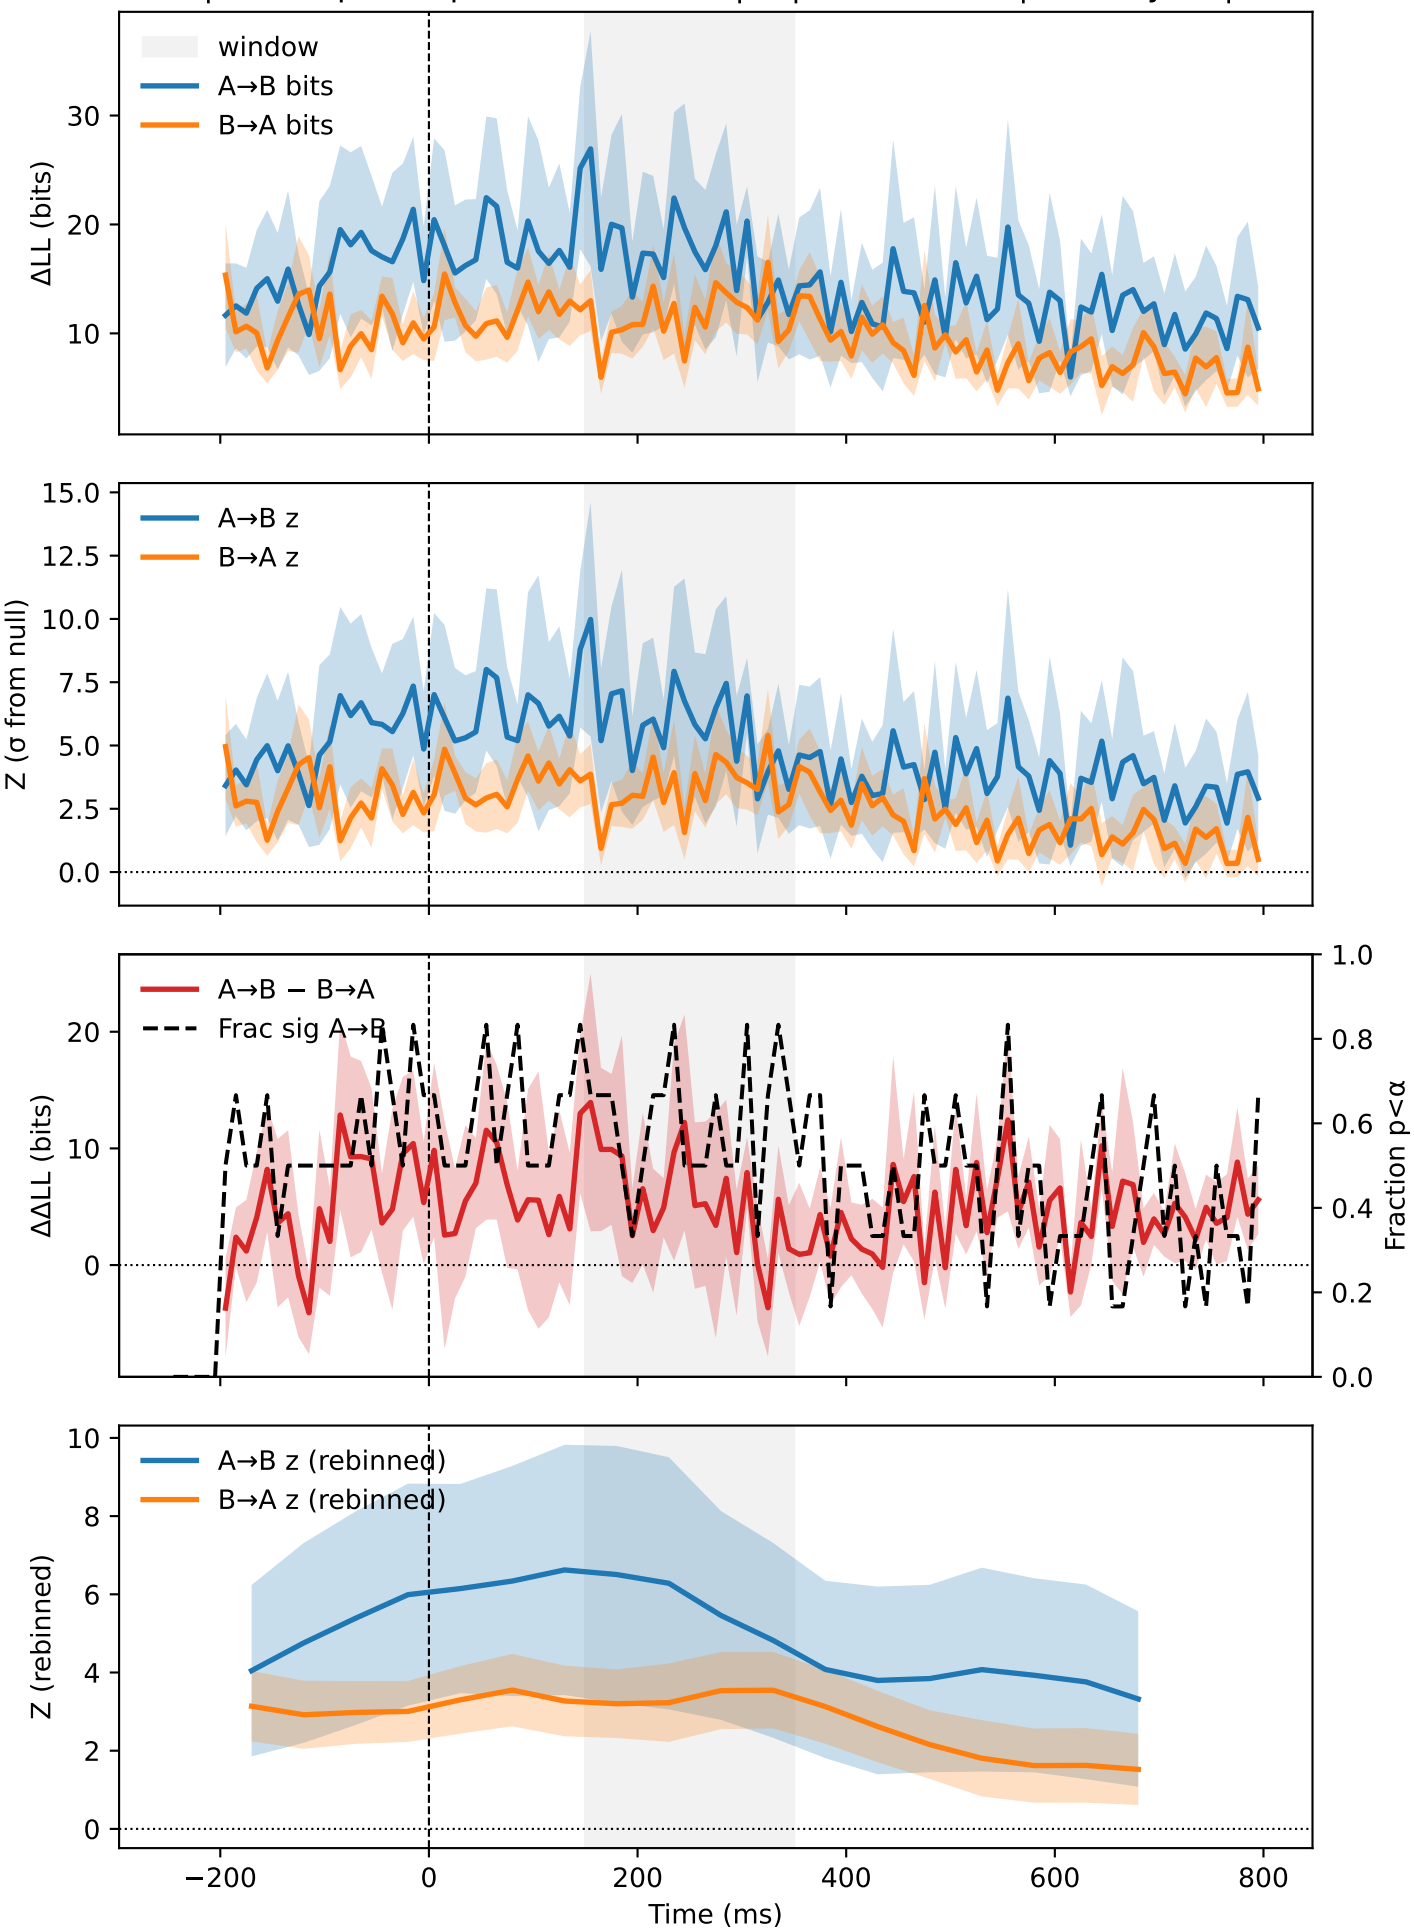 window
A→B bits
B→A bits
30
20
10
ΔLL (bits)
A→B z
B→A z
15.0
12.5
10.0
7.5
5.0
2.5
0.0
Z (σ from null)
A→B − B→A
Frac sig A→B
20
10
0
ΔΔLL (bits)
1.0
0.8
0.6
0.4
0.2
0.0
Fraction p<α
A→B z (rebinned)
B→A z (rebinned)
10
8
6
4
2
0
Z (rebinned)
−200 0 200 400 600 800
Time (ms)